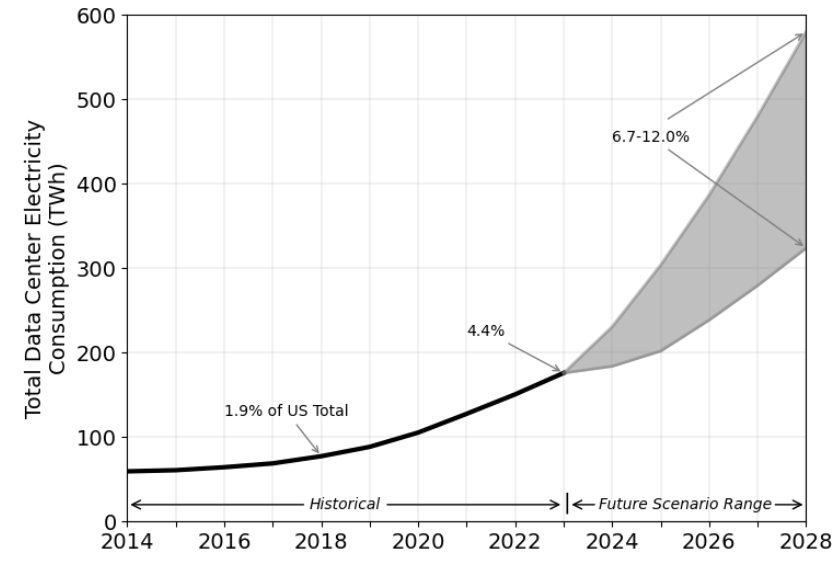 Total Data Center Electricity
Consumption (TWh)
600
500
400
300
200
100
0
6.7-12.0%
4.4%
1.9% of US Total
Historical
Future Scenario Range
2014 2016 2018 2020 2022 2024 2026 2028